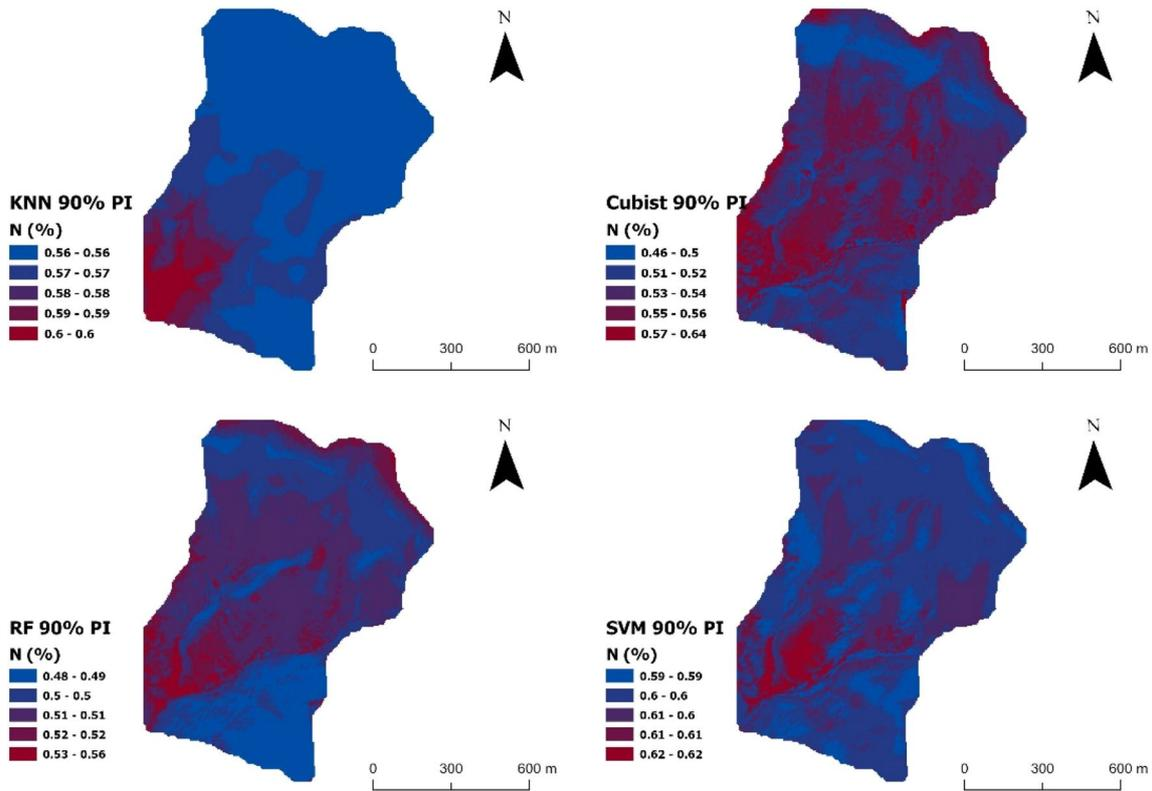 N
KNN 90% PI
N (%)
0.56 - 0.56
0.57 - 0.57
0.58 - 0.58
0.59 - 0.59
0.6 - 0.6
0 300 600 m
N
Cubist 90% PI
N (%)
0.46 - 0.5
0.51 - 0.52
0.53 - 0.54
0.55 - 0.56
0.57 - 0.64
0 300 600 m
N
RF 90% PI
N (%)
0.48 - 0.49
0.5 - 0.5
0.51 - 0.51
0.52 - 0.52
0.53 - 0.56
0 300 600 m
N
SVM 90% PI
N (%)
0.59 - 0.59
0.6 - 0.6
0.61 - 0.6
0.61 - 0.61
0.62 - 0.62
0 300 600 m